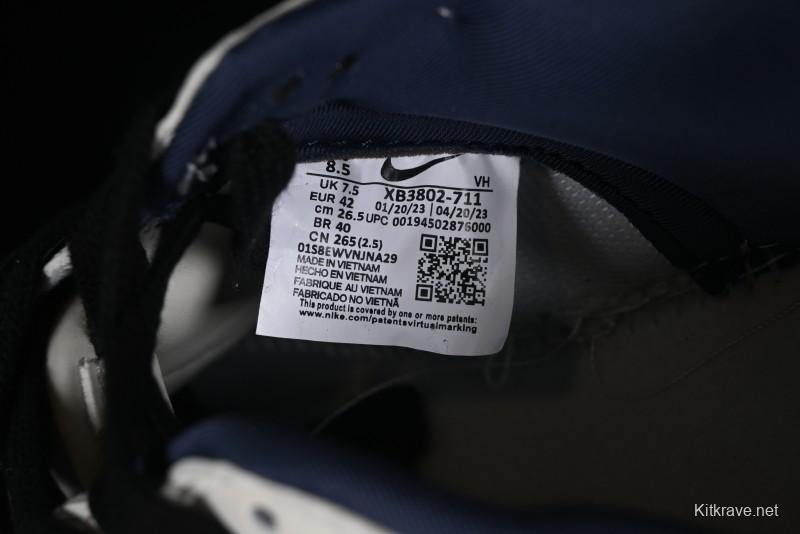 8.5
VH
UK 7.5
XB3802-711
EUR 42
01/20/23 | 04/20/23
cm 26.5
UPC 00194502876000
BR 40
CN 265(2.5)
01S8EWVNJNA29
MADE IN VIETNAM
HECHO EN VIETNAM
FABRIQUE AU VIETNAM
FABRICADO NO VIETNÃ
This product is covered by one or more patents:
www.nike.com/patentsvirtualmarking
Kitkrave.net